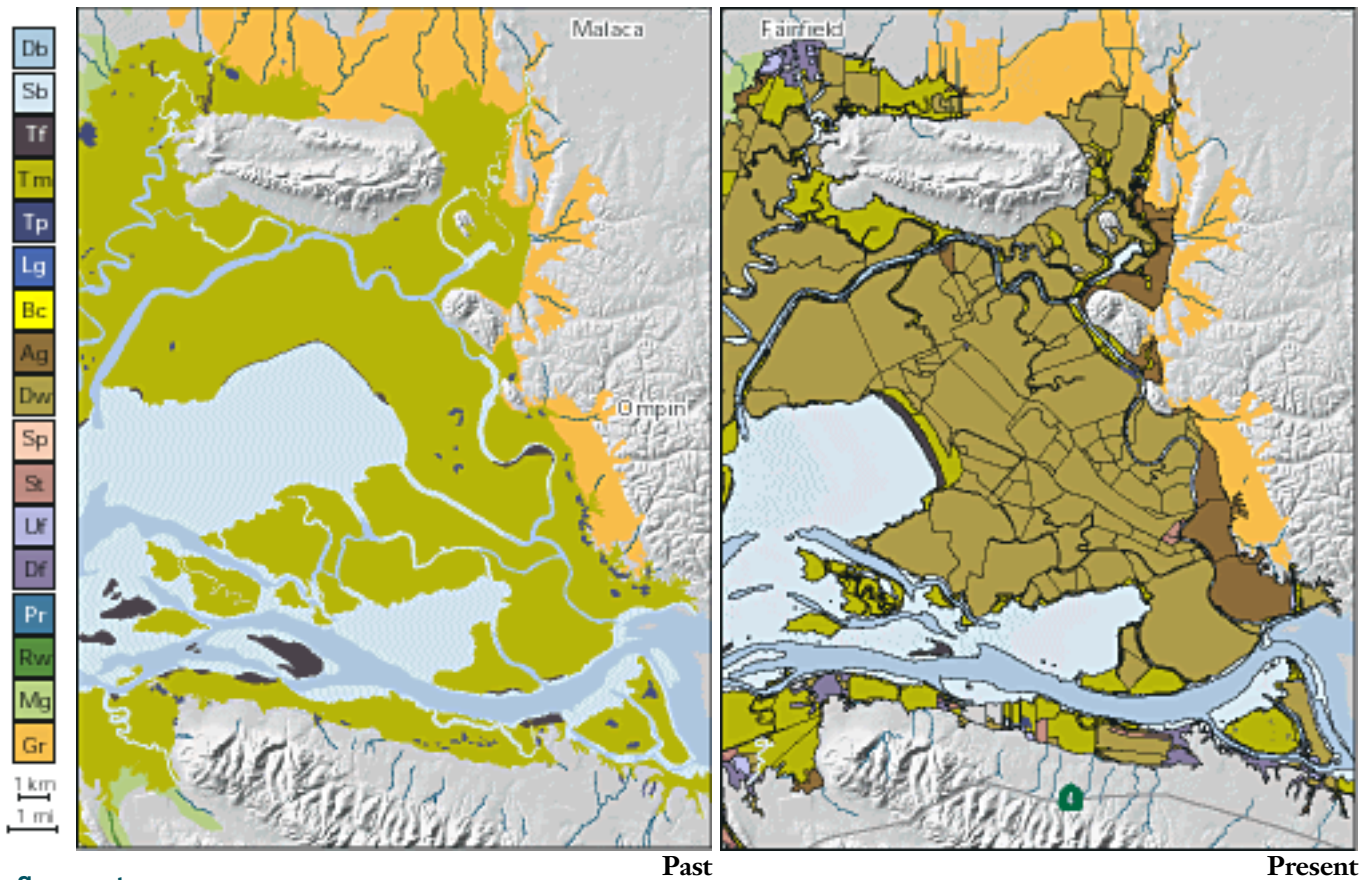 Malaca
Fairfield
Db
Sb
Tf
Tm
Tp
Lg
Bc
Ag
Dw
Ompin
Sp
St
Uf
Df
Pr
Rw
Mg
Gr
1 km
1 mi
4
Past
Present